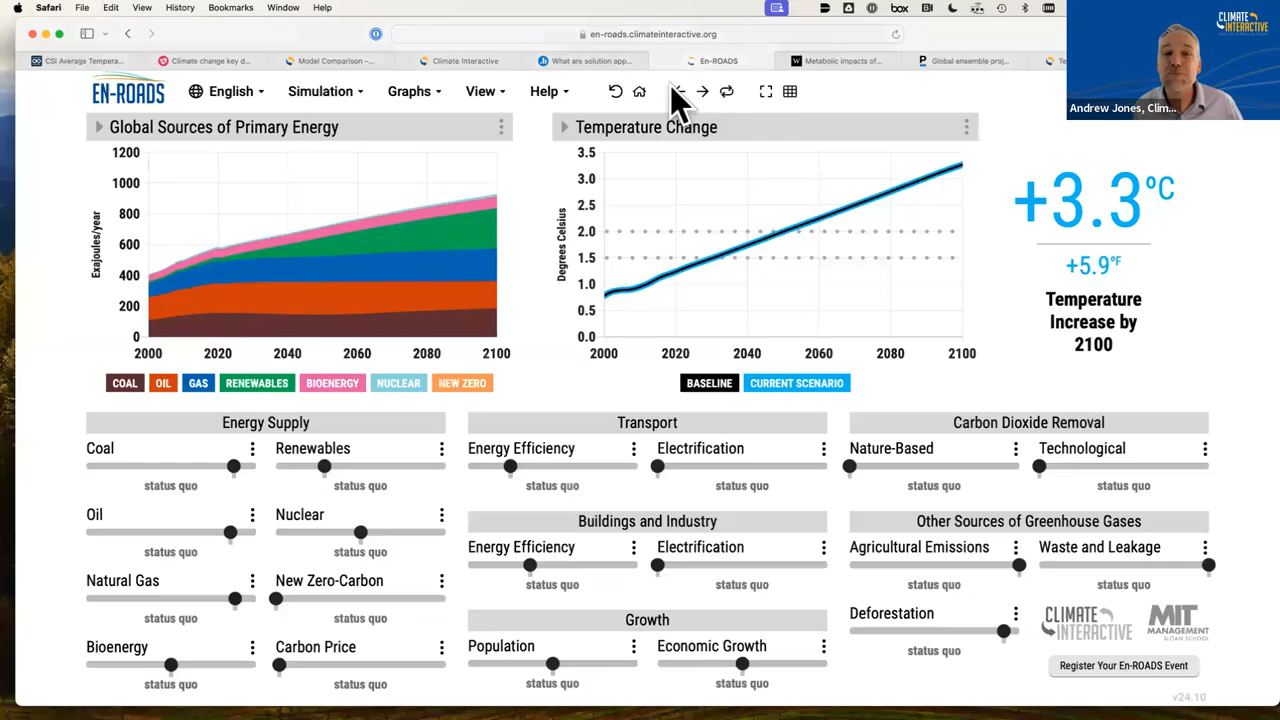 Safari File Edit View History Bookmarks Window Help
box
en-roads.climateinteractive.org
CSI Average Tempera...
Climate change key d...
Model Comparison –...
Climate Interactive
What are solution app...
En-ROADS
Metabolic impacts of...
Global ensemble proj...
CLIMATE
INTERACTIVE
Andrew Jones, Clim...
EN-ROADS
English Simulation Graphs View Help
Global Sources of Primary Energy
Exajoules/year
1200
1000
800
600
400
200
0
2000 2020 2040 2060 2080 2100
COAL OIL GAS RENEWABLES BIOENERGY NUCLEAR NEW ZERO
Temperature Change
Degrees Celsius
3.5
3.0
2.5
2.0
1.5
1.0
0.5
0.0
2000 2020 2040 2060 2080 2100
BASELINE CURRENT SCENARIO
+3.3°C
+5.9°F
Temperature
Increase by
2100
Energy Supply
Coal Renewables
status quo status quo
Oil Nuclear
status quo status quo
Natural Gas New Zero-Carbon
status quo status quo
Bioenergy Carbon Price
status quo status quo
Transport
Energy Efficiency Electrification
status quo status quo
Buildings and Industry
Energy Efficiency Electrification
status quo status quo
Growth
Population Economic Growth
status quo status quo
Carbon Dioxide Removal
Nature-Based Technological
status quo status quo
Other Sources of Greenhouse Gases
Agricultural Emissions Waste and Leakage
status quo status quo
Deforestation
status quo
CLIMATE
INTERACTIVE
MIT
MANAGEMENT
SLOAN SCHOOL
Register Your En-ROADS Event
v24.10